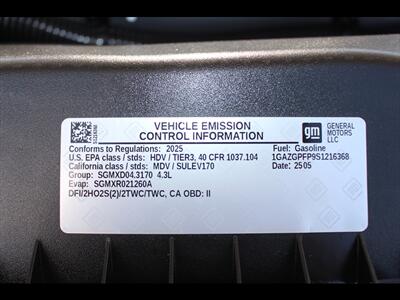 VEHICLE EMISSION
CONTROL INFORMATION
gm
GENERAL
MOTORS
LLC
Conforms to Regulations: 2025
Fuel: Gasoline
U.S. EPA class / stds: HDV / TIER3, 40 CFR 1037.104
1GAZGPFP9S1216368
California class / stds: MDV / SULEV170
Date: 2505
Group: SGMXD04.3170 4.3L
Evap: SGMXR021260A
DFI/2HO2S(2)/2TWC/TWC, CA OBD: II